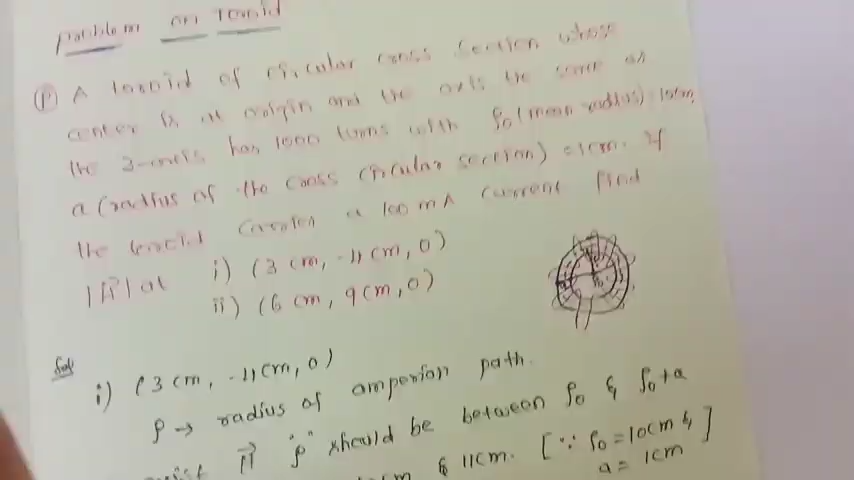 problem on Toroid
(P) A toroid of circular cross section whose
center is at origin and the axis the same as
the z-axis has 1000 turns with ρ0 (mean radius) = 10cm,
a (radius of the cross circular section) = 1cm. If
the toroid carries a 100 mA current find
|H| at i) (3 cm, -4 cm, 0)
ii) (6 cm, 9 cm, 0)
Sol
i) (3 cm, -4 cm, 0)
ρ → radius of amperian path.
H⃗ "ρ" should be between ρ0 & ρ0+a
cm & 11cm. [∵ ρ0 = 10cm &
a = 1cm]